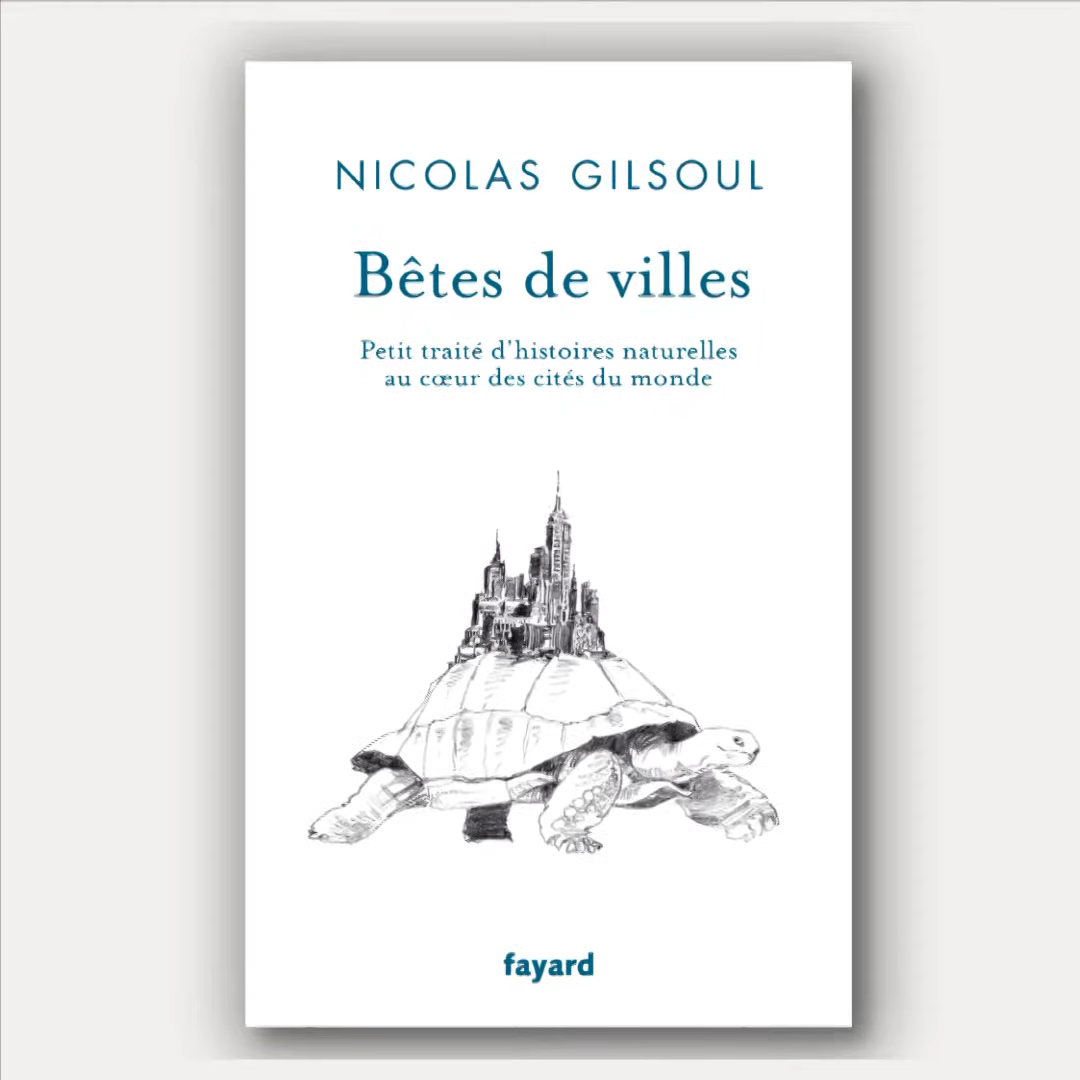 NICOLAS GILSOUL
Bêtes de villes
Petit traité d'histoires naturelles
au cœur des cités du monde
fayard